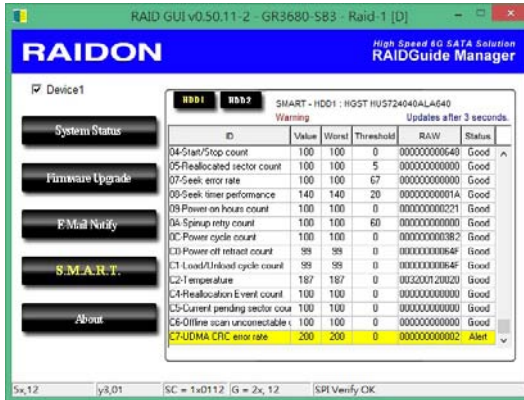 RAID GUI v0.50.11-2 - GR3680-SB3 - Raid-1 [D]
RAIDON
High Speed 6G SATA Solution
RAIDGuide Manager
Device1
System Status
Firmware Upgrade
E-Mail Notify
S.M.A.R.T.
About
HDD1 HDD2 SMART - HDD1 : HGST HUS724040ALA640
Warning Updates after 3 seconds.
ID Value Worst Threshold RAW Status
04-Start/Stop count 100 100 0 000000000648 Good
05-Reallocated sector count 100 100 5 000000000000 Good
07-Seek error rate 100 100 67 000000000000 Good
08-Seek timer performance 140 140 20 00000000001A Good
09-Power-on hours count 100 100 0 000000000221 Good
0A-Spinup retry count 100 100 60 000000000000 Good
0C-Power cycle count 100 100 0 0000000003B2 Good
C0-Power off retract count 99 99 0 00000000064F Good
C1-Load/Unload cycle count 99 99 0 00000000064F Good
C2-Temperature 187 187 0 003200120020 Good
C4-Reallocation Event count 100 100 0 000000000000 Good
C5-Current pending sector cour 100 100 0 000000000000 Good
C6-Offline scan uncorrectable c 100 100 0 000000000000 Good
C7-UDMA CRC error rate 200 200 0 000000000002 Alert
5x,12 y3,01 SC = 1x0112 G = 2x, 12 SPI Verify OK